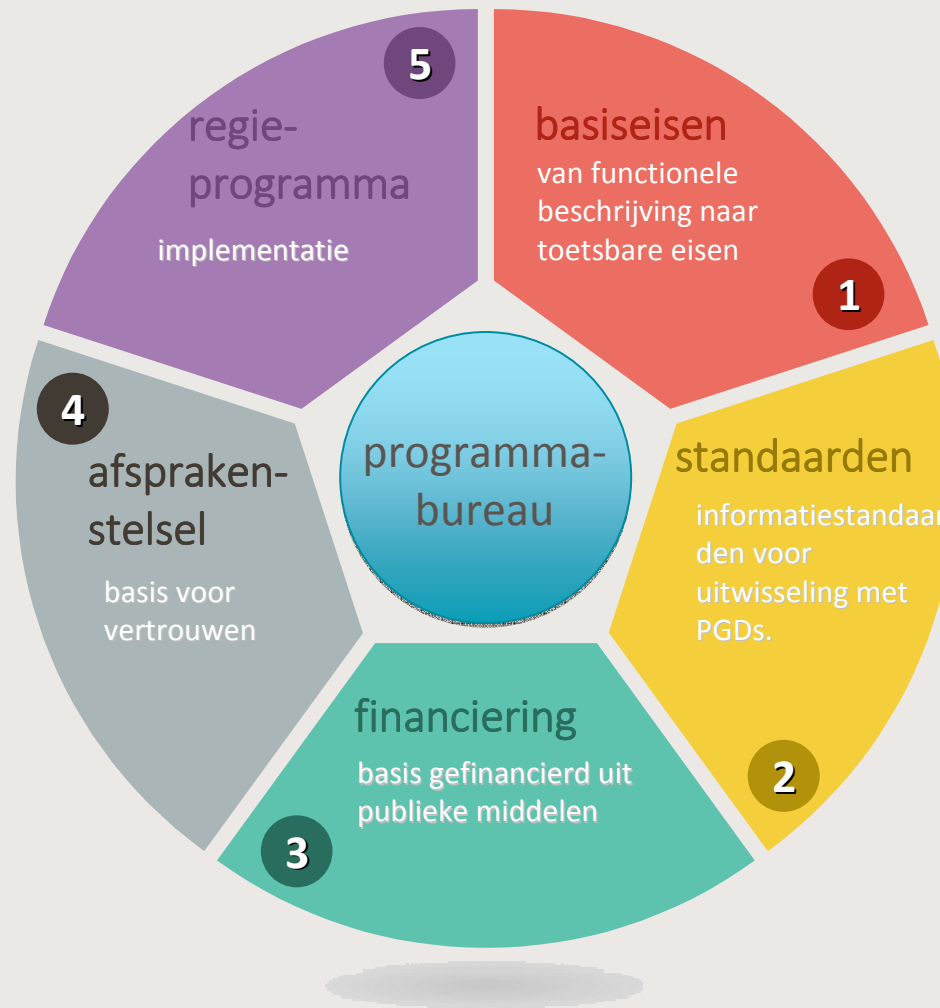 5
regie-
programma
implementatie
basiseisen
van functionele
beschrijving naar
toetsbare eisen
1
4
afspraken-
stelsel
basis voor
vertrouwen
programma-
bureau
standaarden
informatiestandaar
den voor
uitwisseling met
PGDs.
2
financiering
basis gefinancierd uit
publieke middelen
3